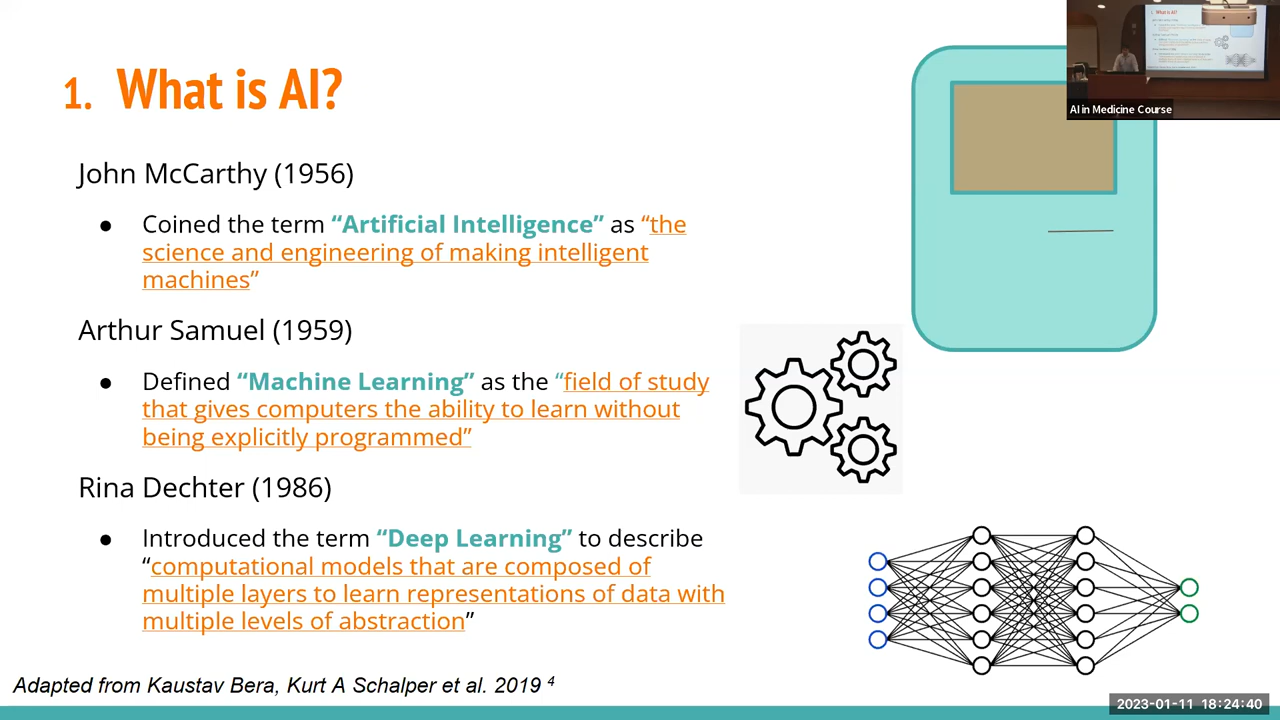 1. What is AI?
John McCarthy (1956)
● Coined the term “Artificial Intelligence” as “the
science and engineering of making intelligent
machines”
Arthur Samuel (1959)
● Defined “Machine Learning” as the “field of study
that gives computers the ability to learn without
being explicitly programmed”
Rina Dechter (1986)
● Introduced the term “Deep Learning” to describe
“computational models that are composed of
multiple layers to learn representations of data with
multiple levels of abstraction”
Adapted from Kaustav Bera, Kurt A Schalper et al. 2019 ⁴
AI in Medicine Course
2023-01-11 18:24:40